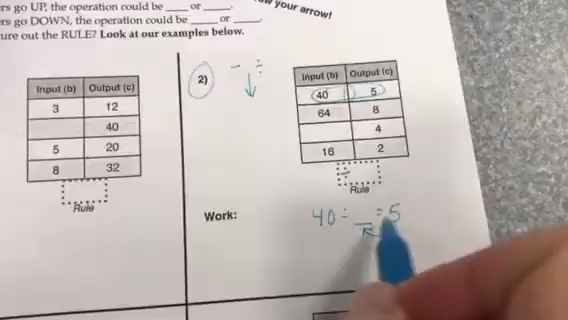 rs go UP, the operation could be ____ or ____.
ers go DOWN, the operation could be ____ or ____.
ure out the RULE? Look at our examples below.
your arrow!
Input (b) Output (c)
3 12
40
5 20
8 32
Rule
2) - ÷
Input (b) Output (c)
40 5
64 8
4
16 2
÷
Rule
Work:
40 ÷ __ = 5